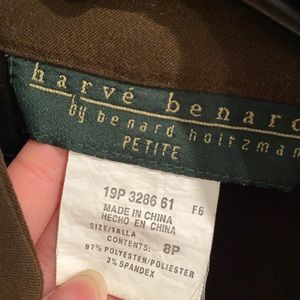 harvé benard
by benard holtzman
PETITE
19P 3286 61
F6
MADE IN CHINA
HECHO EN CHINA
SIZE/TALLA
8P
CONTENTS:
97% POLYESTER/POLIESTER
3% SPANDEX